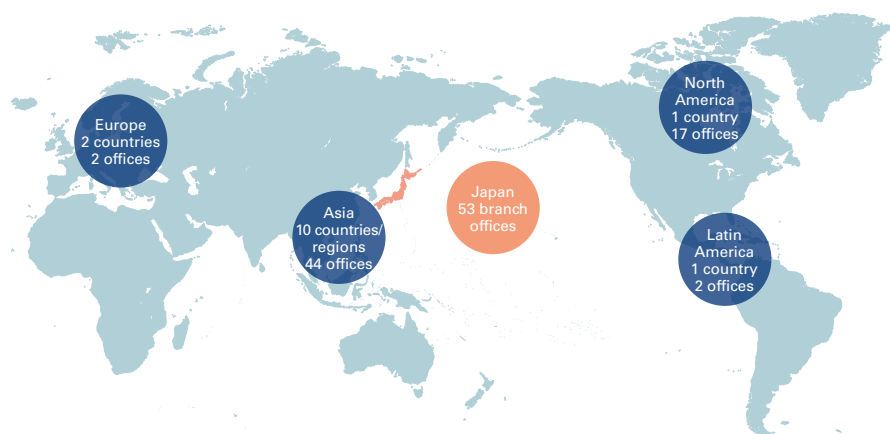 Europe
2 countries
2 offices
Asia
10 countries/
regions
44 offices
Japan
53 branch
offices
North
America
1 country
17 offices
Latin
America
1 country
2 offices